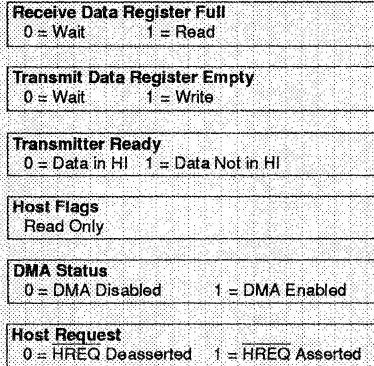 Receive Data Register Full
0 = Wait 1 = Read
Transmit Data Register Empty
0 = Wait 1 = Write
Transmitter Ready
0 = Data in HI 1 = Data Not in HI
Host Flags
Read Only
DMA Status
0 = DMA Disabled 1 = DMA Enabled
Host Request
0 = HREQ Deasserted 1 = HREQ Asserted